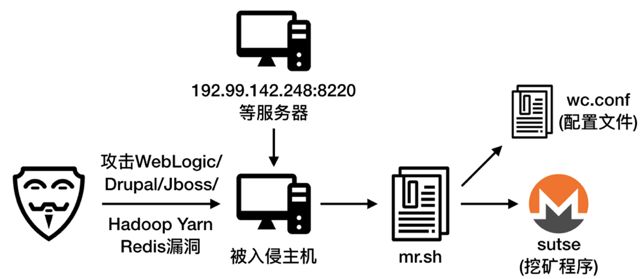 192.99.142.248:8220
等服务器
攻击WebLogic/
Drupal/Jboss/
Hadoop Yarn
Redis漏洞
被入侵主机
mr.sh
wc.conf
(配置文件)
sutse
(挖矿程序)